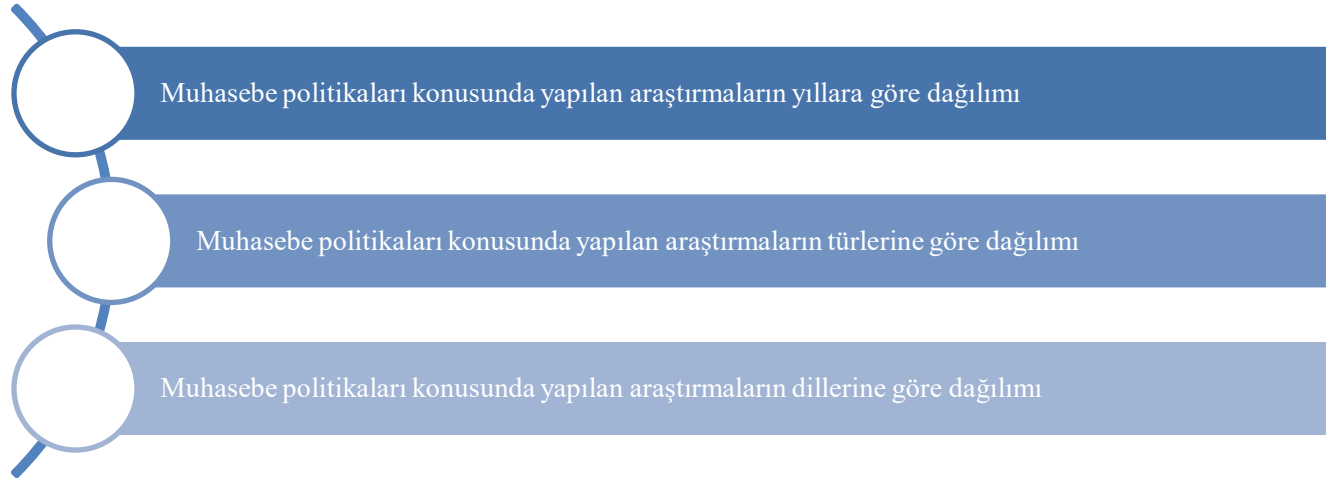 Muhasebe politikaları konusunda yapılan araştırmaların yıllara göre dağılımı
Muhasebe politikaları konusunda yapılan araştırmaların türlerine göre dağılımı
Muhasebe politikaları konusunda yapılan araştırmaların dillerine göre dağılımı